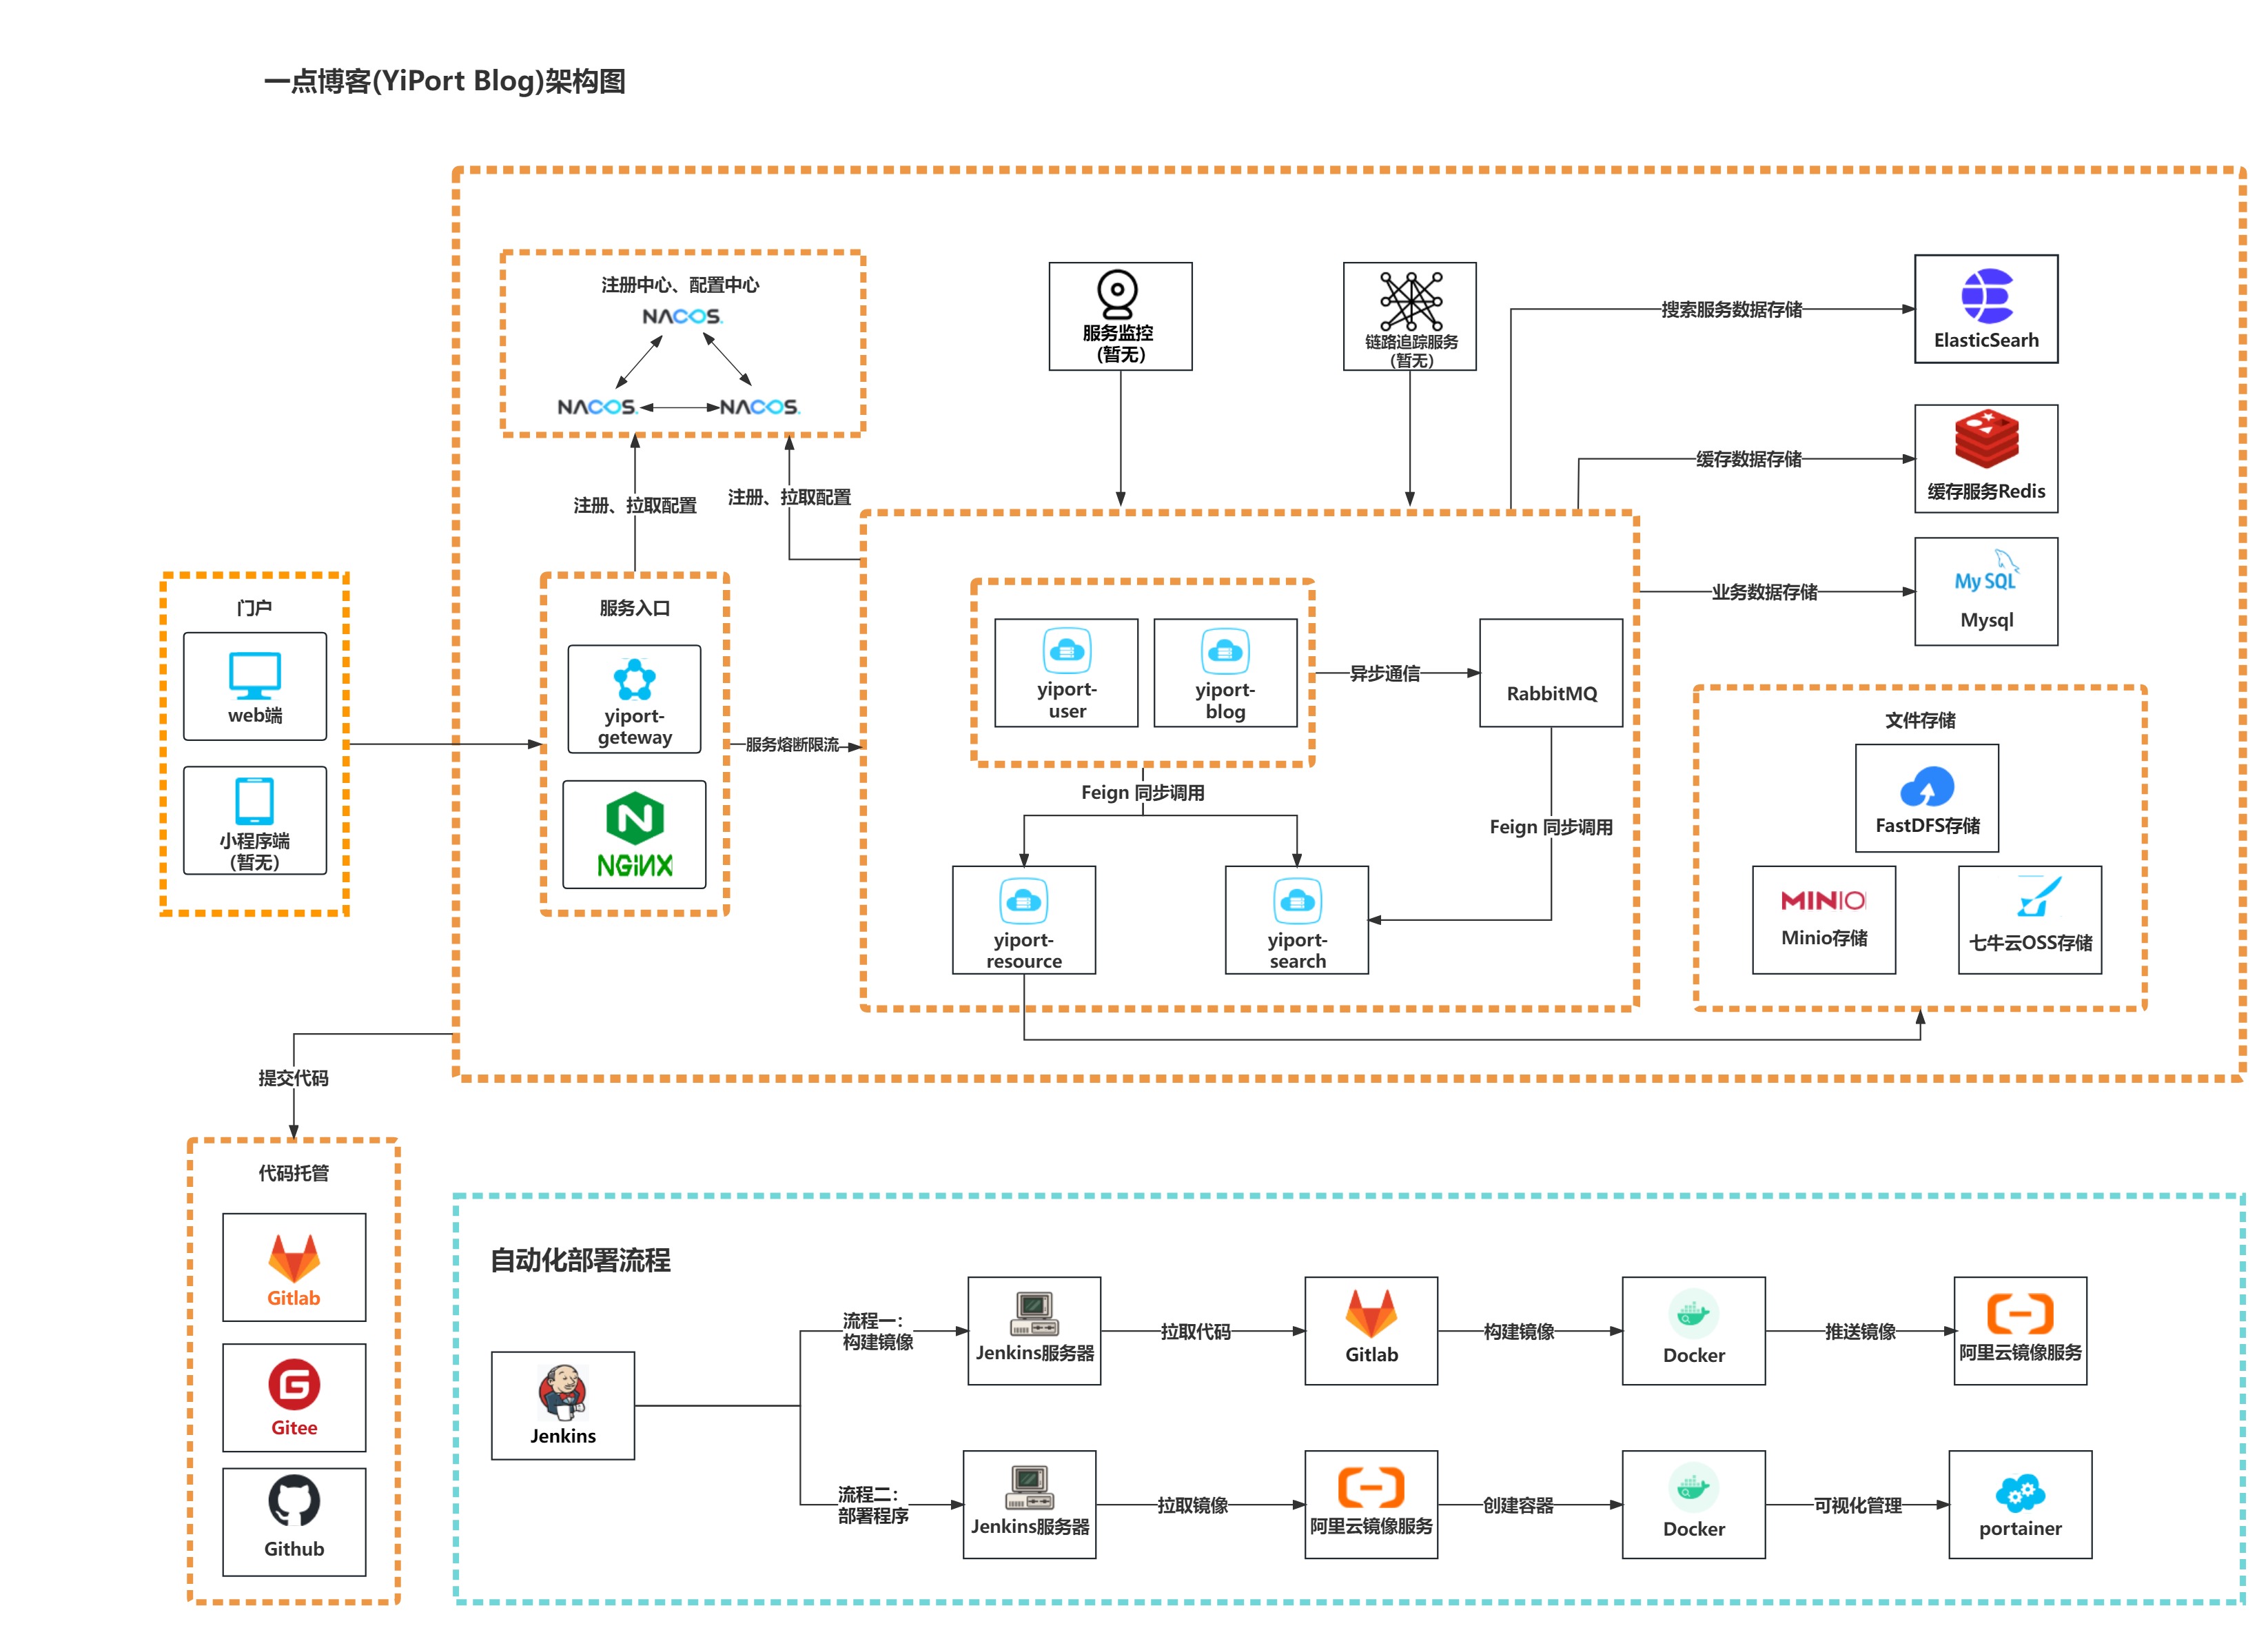 一点博客(YiPort Blog)架构图
注册中心、配置中心
NACOS.
NACOS.
NACOS.
服务监控
(暂无)
链路追踪服务
(暂无)
搜索服务数据存储
ElasticSearh
缓存数据存储
缓存服务Redis
注册、拉取配置
注册、拉取配置
业务数据存储
MySQL
Mysql
门户
web端
小程序端
(暂无)
服务入口
yiport-
geteway
NGINX
服务熔断限流
yiport-
user
yiport-
blog
异步通信
RabbitMQ
Feign 同步调用
Feign 同步调用
yiport-
resource
yiport-
search
文件存储
FastDFS存储
MINIO
Minio存储
七牛云OSS存储
提交代码
代码托管
Gitlab
Gitee
Github
自动化部署流程
Jenkins
流程一：
构建镜像
Jenkins服务器
拉取代码
Gitlab
构建镜像
Docker
推送镜像
阿里云镜像服务
流程二：
部署程序
Jenkins服务器
拉取镜像
阿里云镜像服务
创建容器
Docker
可视化管理
portainer